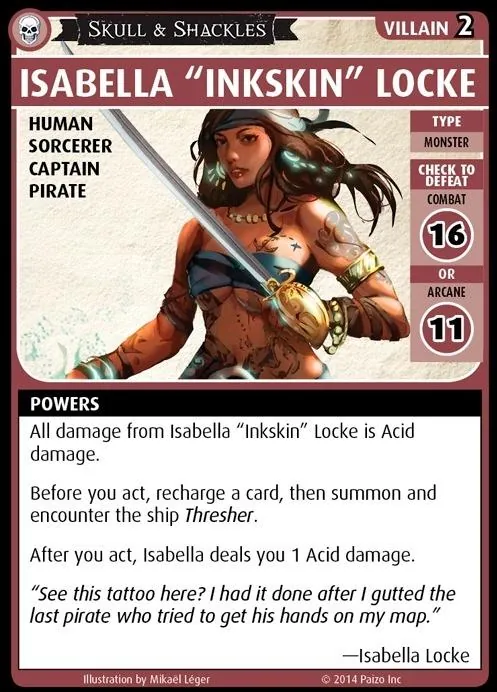 SKULL & SHACKLES
VILLAIN 2
ISABELLA “INKSKIN” LOCKE
HUMAN
SORCERER
CAPTAIN
PIRATE
TYPE
MONSTER
CHECK TO
DEFEAT
COMBAT
16
OR
ARCANE
11
POWERS
All damage from Isabella “Inkskin” Locke is Acid
damage.
Before you act, recharge a card, then summon and
encounter the ship Thresher.
After you act, Isabella deals you 1 Acid damage.
“See this tattoo here? I had it done after I gutted the
last pirate who tried to get his hands on my map.”
—Isabella Locke
Illustration by Mikaël Léger
© 2014 Paizo Inc